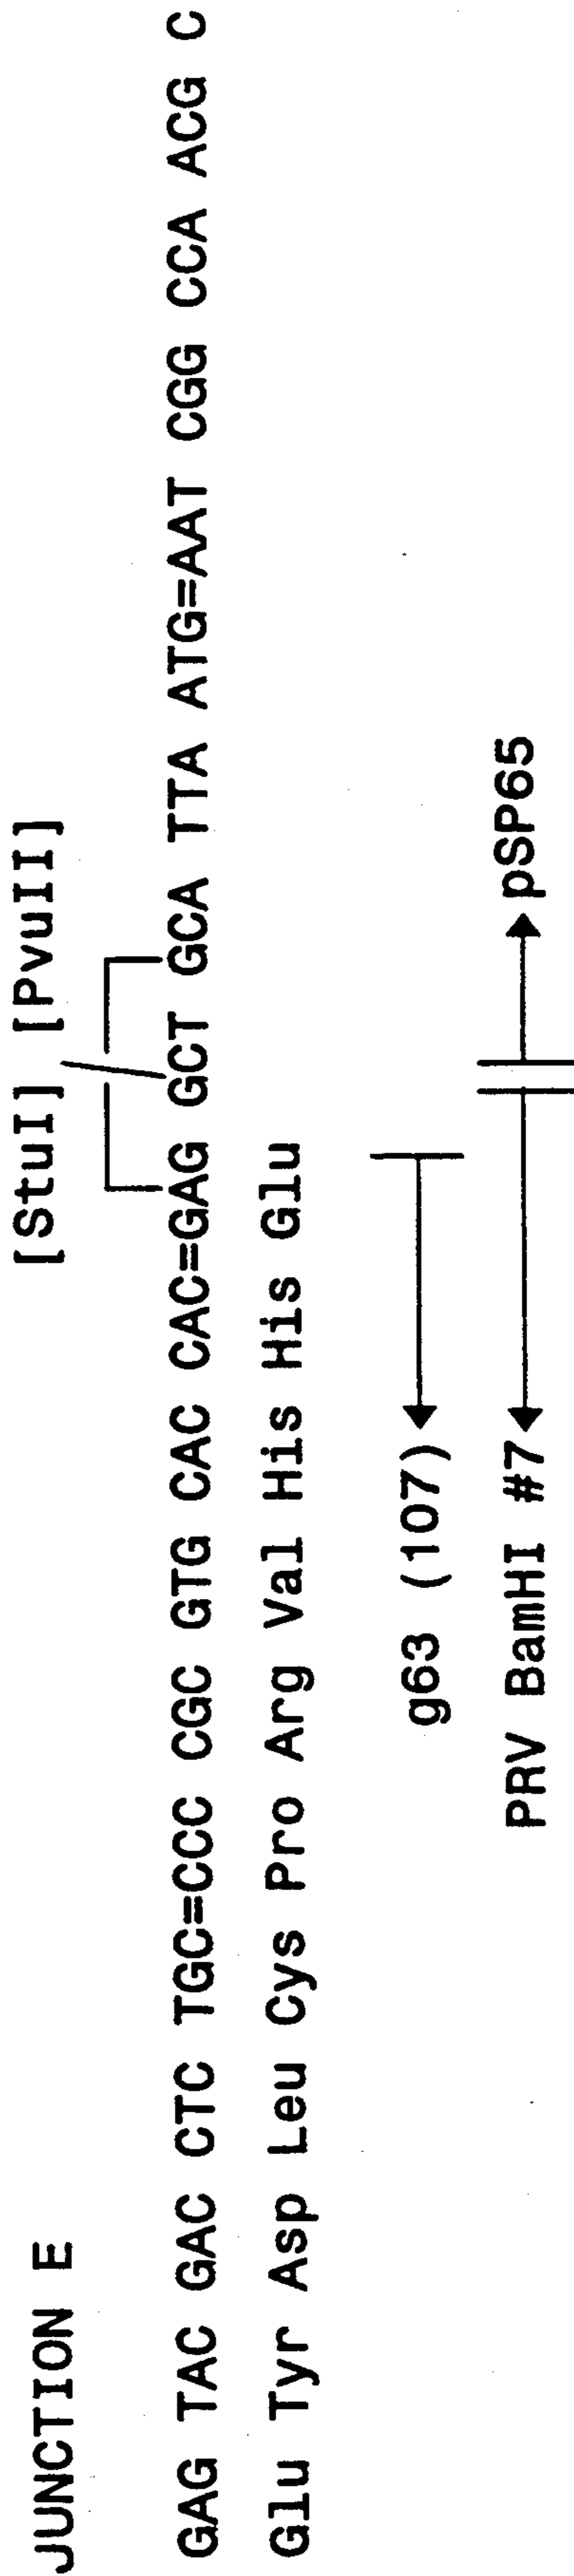 JUNCTION E
[StuI] [PvuII]
GAG TAC GAC CTC TGC=CCC CGC GTG CAC CAC=GAG GCT GCA TTA ATG=AAT CGG CCA ACG C
Glu Tyr Asp Leu Cys Pro Arg Val His His Glu
g63 (107)
PRV BamHI #7 pSP65